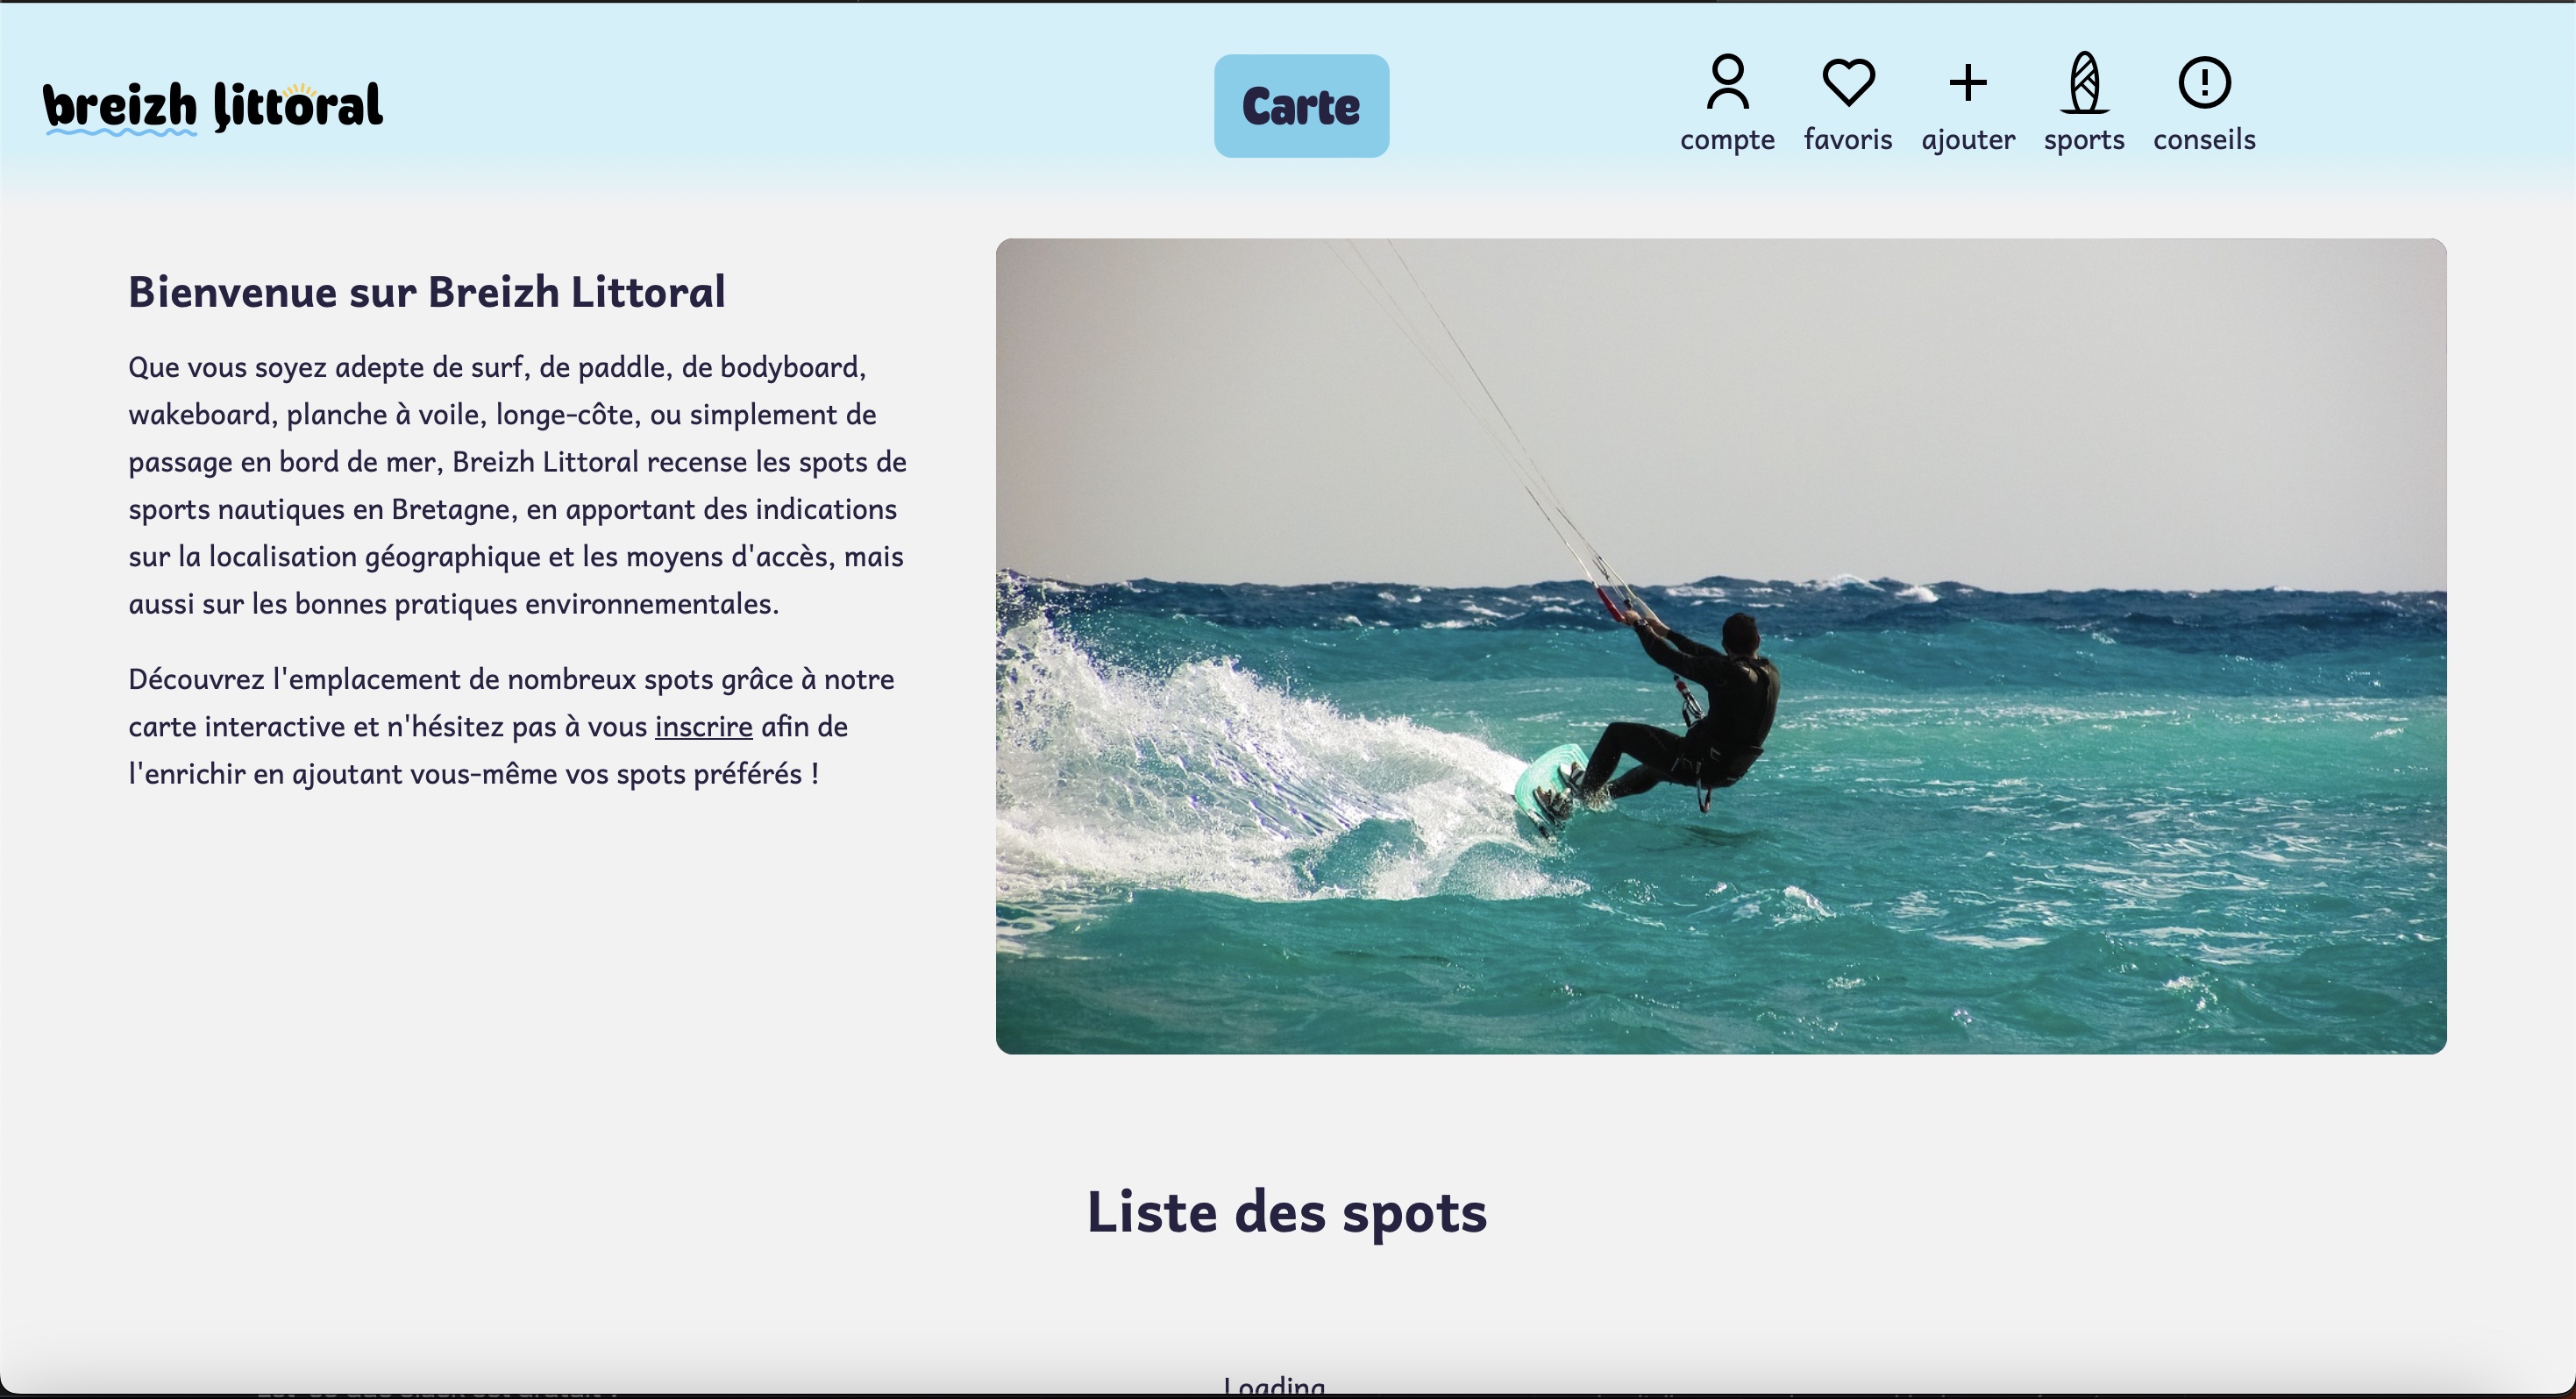 breizh littoral
Carte
compte favoris ajouter sports conseils
Bienvenue sur Breizh Littoral
Que vous soyez adepte de surf, de paddle, de bodyboard,
wakeboard, planche à voile, longe-côte, ou simplement de
passage en bord de mer, Breizh Littoral recense les spots de
sports nautiques en Bretagne, en apportant des indications
sur la localisation géographique et les moyens d'accès, mais
aussi sur les bonnes pratiques environnementales.
Découvrez l'emplacement de nombreux spots grâce à notre
carte interactive et n'hésitez pas à vous inscrire afin de
l'enrichir en ajoutant vous-même vos spots préférés !
Liste des spots
Loading